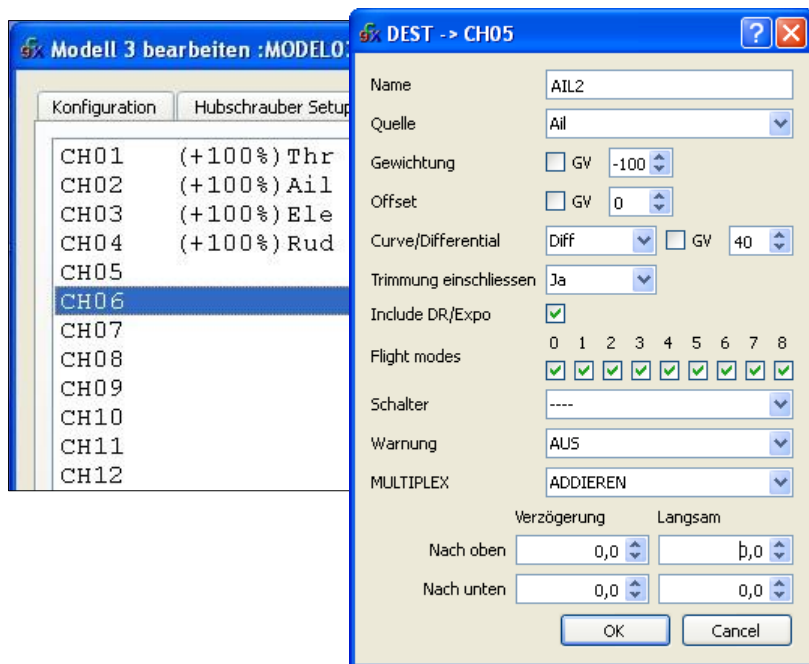 Modell 3 bearbeiten :MODEL03
Konfiguration Hubschrauber Setup
CH01 (+100%)Thr
CH02 (+100%)Ail
CH03 (+100%)Ele
CH04 (+100%)Rud
CH05
CH06
CH07
CH08
CH09
CH10
CH11
CH12
DEST -> CH05
Name AIL2
Quelle Ail
Gewichtung GV -100
Offset GV 0
Curve/Differential Diff GV 40
Trimmung einschliessen Ja
Include DR/Expo
0 1 2 3 4 5 6 7 8
Flight modes
Schalter ----
Warnung AUS
MULTIPLEX ADDIEREN
Verzögerung Langsam
Nach oben 0,0 0,0
Nach unten 0,0 0,0
OK Cancel